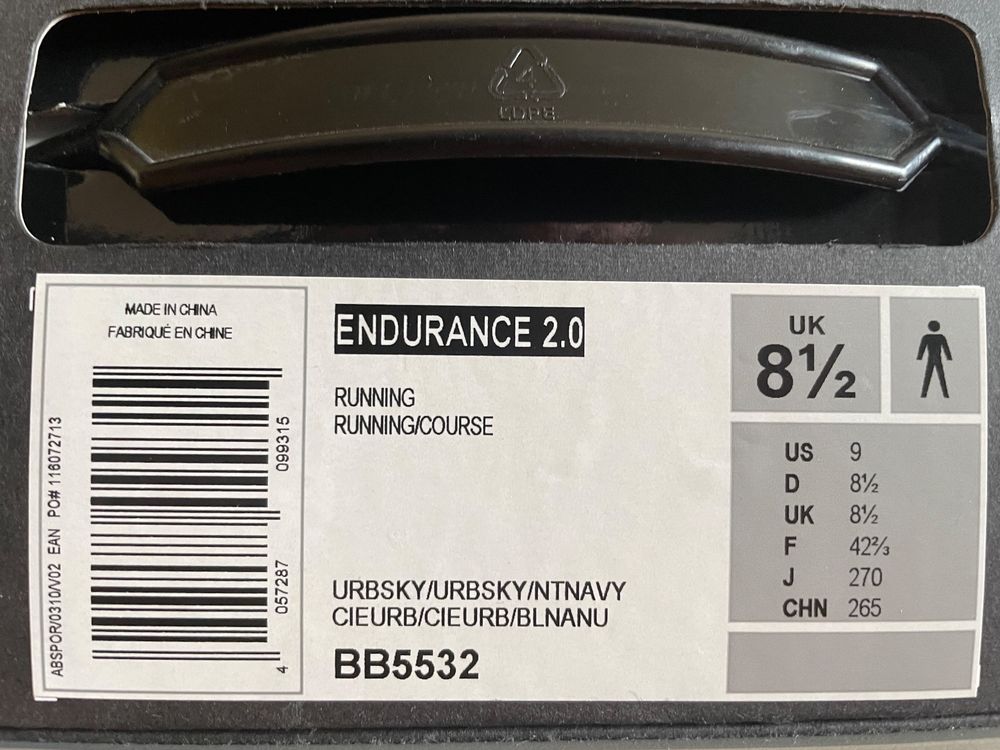 4
LDPE
MADE IN CHINA
FABRIQUÉ EN CHINE
ABSPOR/0310/V02 EAN PO# 116072713
4 057287 099315
ENDURANCE 2.0
RUNNING
RUNNING/COURSE
URBSKY/URBSKY/NTNAVY
CIEURB/CIEURB/BLNANU
BB5532
UK
8½
US 9
D 8½
UK 8½
F 42⅔
J 270
CHN 265